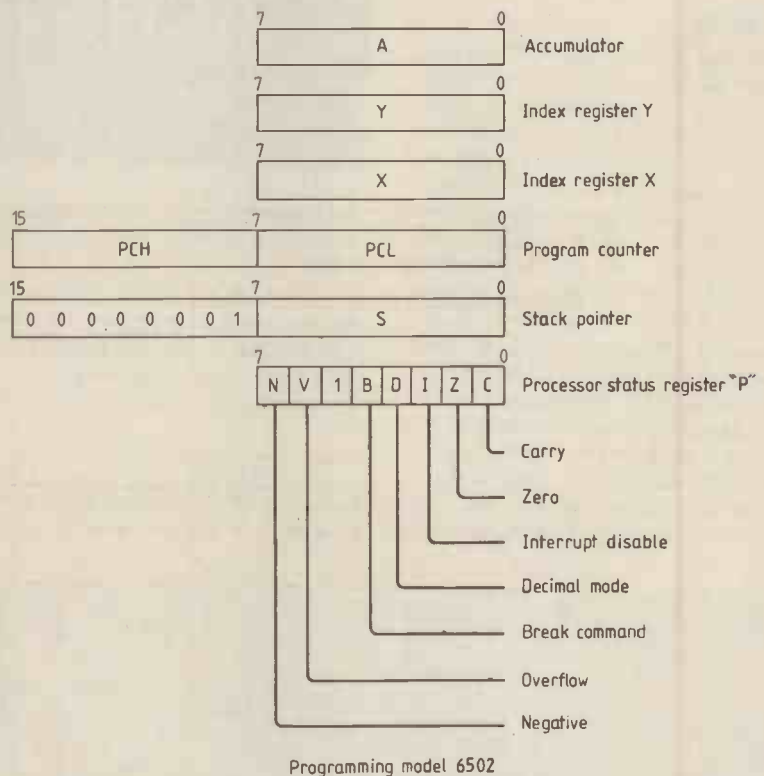 7 0
A Accumulator
7 0
Y Index register Y
7 0
X Index register X
15 7 0
PCH PCL Program counter
15 7 0
0 0 0 0 0 0 0 1 S Stack pointer
7 0
N V 1 B D I Z C Processor status register "P"
Carry
Zero
Interrupt disable
Decimal mode
Break command
Overflow
Negative
Programming model 6502